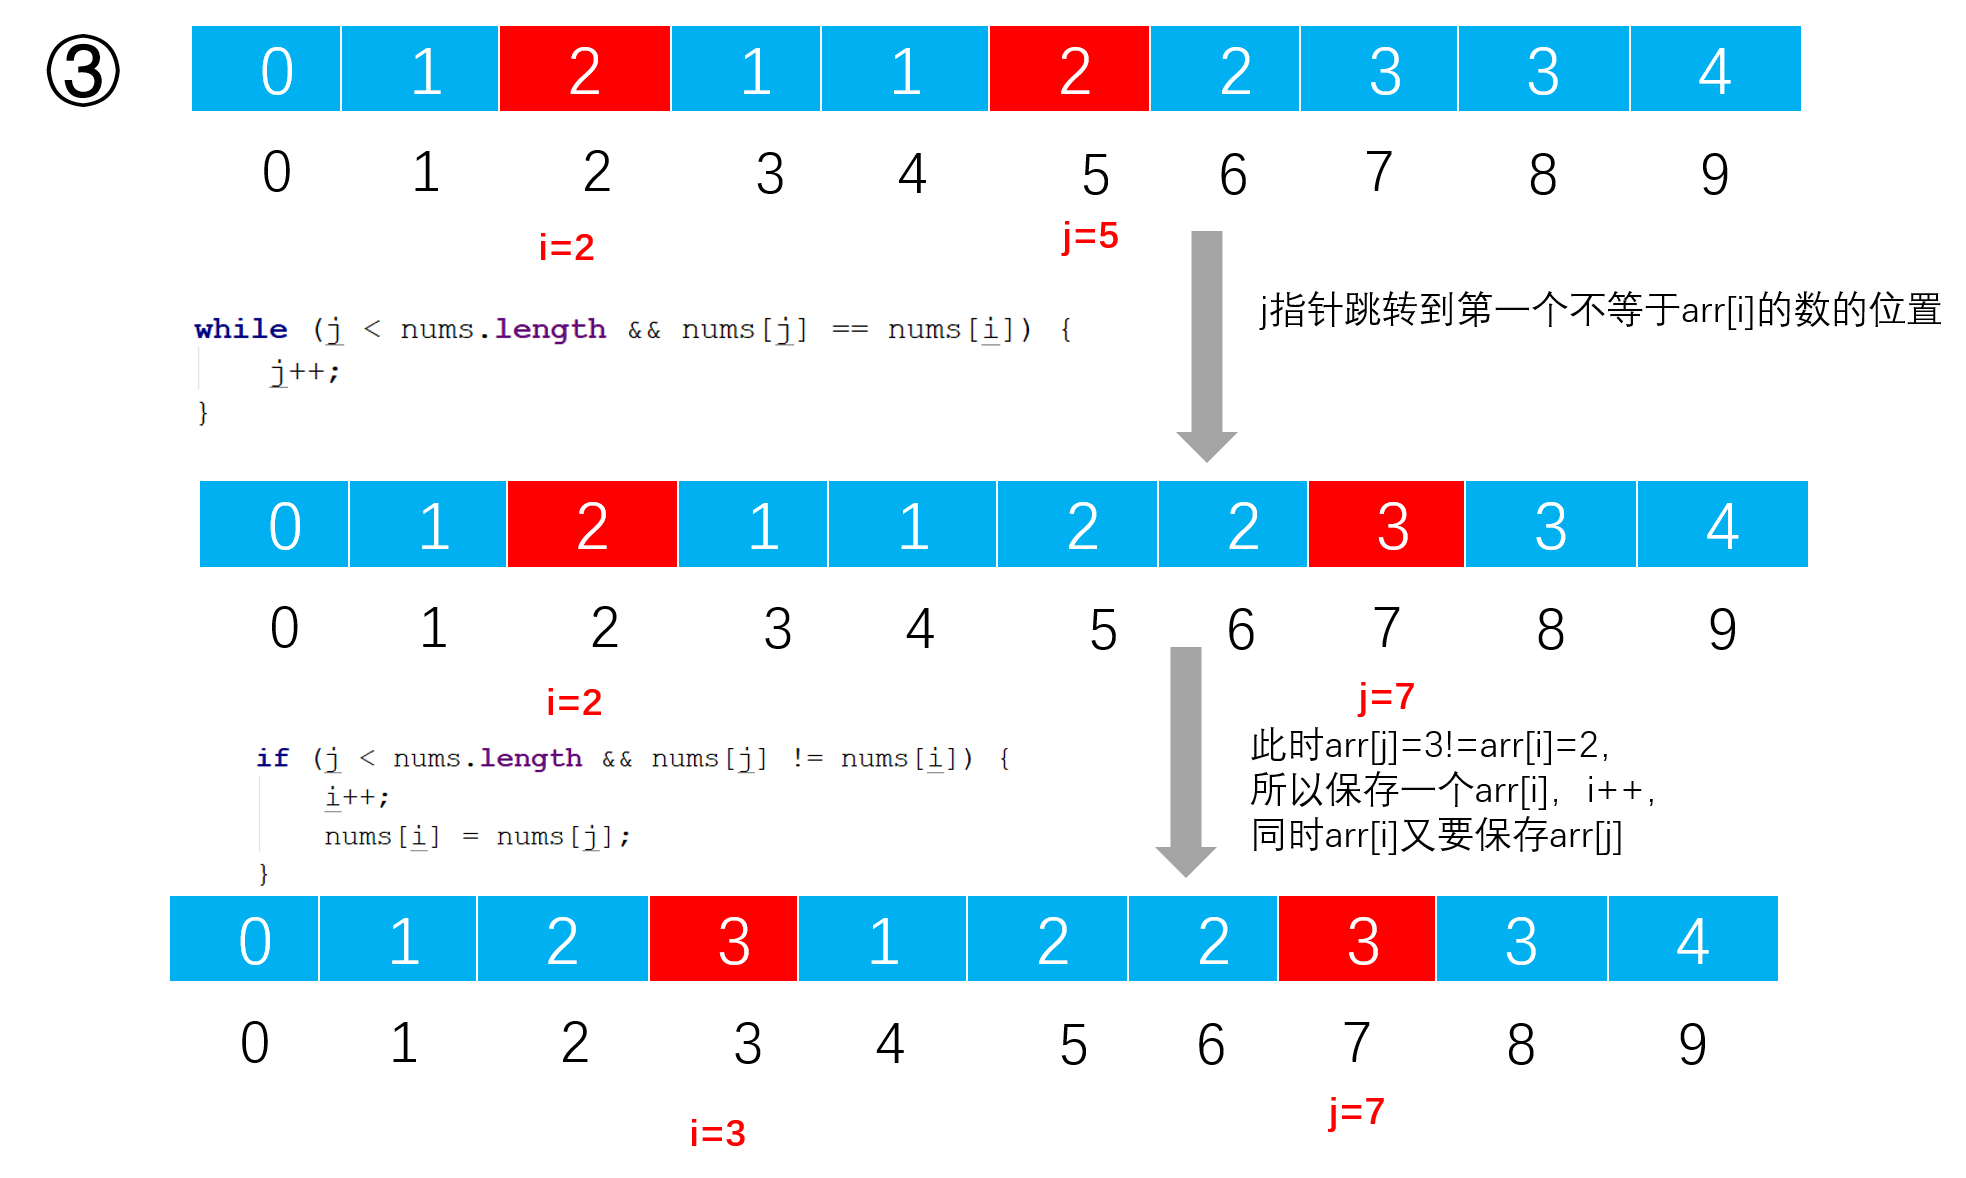 ③
0 1 2 1 1 2 2 3 3 4
0 1 2 3 4 5 6 7 8 9
i=2 j=5
j指针跳转到第一个不等于arr[i]的数的位置
while (j < nums.length && nums[j] == nums[i]) {
j++;
}
0 1 2 1 1 2 2 3 3 4
0 1 2 3 4 5 6 7 8 9
i=2 j=7
if (j < nums.length && nums[j] != nums[i]) {
i++;
nums[i] = nums[j];
}
此时arr[j]=3!=arr[i]=2,
所以保存一个arr[i], i++,
同时arr[i]又要保存arr[j]
0 1 2 3 1 2 2 3 3 4
0 1 2 3 4 5 6 7 8 9
i=3 j=7